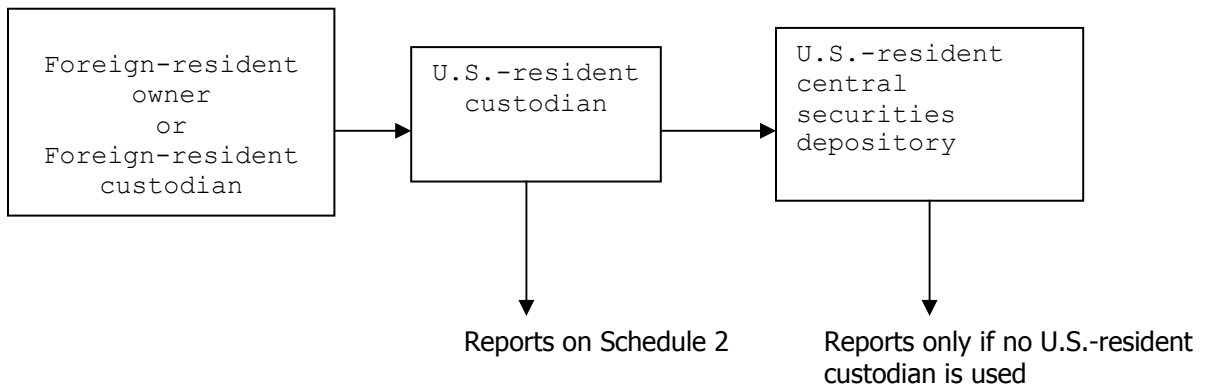 Foreign-resident
owner
or
Foreign-resident
custodian
U.S.-resident
custodian
U.S.-resident
central
securities
depository
Reports on Schedule 2
Reports only if no U.S.-resident
custodian is used